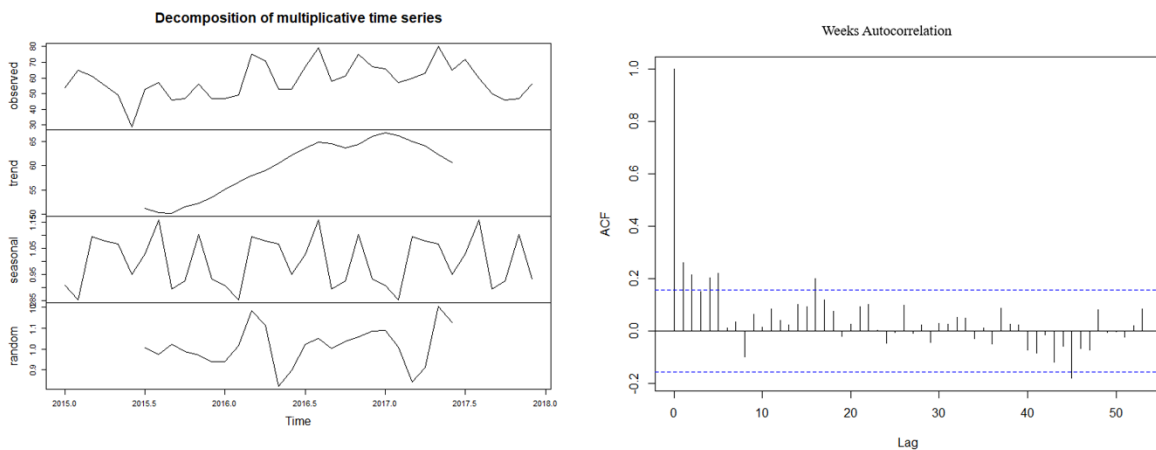 Decomposition of multiplicative time series
observed
30 40 50 60 70 80
trend
50 55 60 65
seasonal
0.95 1.05
random
0.9 1.0 1.1
2015.0 2015.5 2016.0 2016.5 2017.0 2017.5 2018.0
Time
Weeks Autocorrelation
ACF
-0.2 0.0 0.2 0.4 0.6 0.8 1.0
0 10 20 30 40 50
Lag